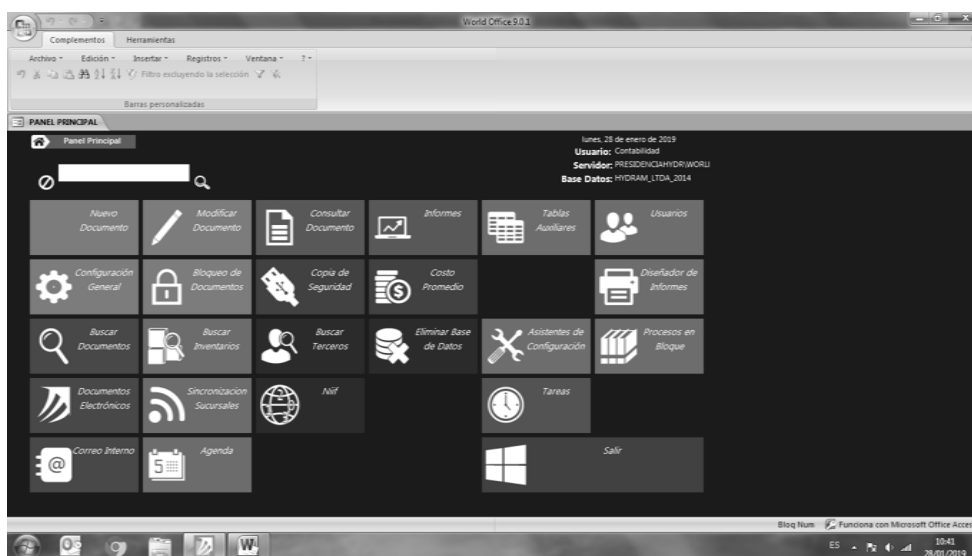 World Office 9.0.1
Complementos Herramientas
Archivo Edición Insertar Registros Ventana ?
Filtro excluyendo la selección
Barras personalizadas
PANEL PRINCIPAL
Panel Principal
lunes, 28 de enero de 2019
Usuario: Contabilidad
Servidor: PRESIDENCIAHYDR\WORLI
Base Datos: HYDRAM_LTDA_2014
Nuevo Documento
Modificar Documento
Consultar Documento
Informes
Tablas Auxiliares
Usuarios
Configuración General
Bloqueo de Documentos
Copia de Seguridad
Costo Promedio
Diseñador de Informes
Buscar Documentos
Buscar Inventarios
Buscar Terceros
Eliminar Base de Datos
Asistentes de Configuración
Procesos en Bloque
Documentos Electrónicos
Sincronizacion Sucursales
Niif
Tareas
Correo Interno
Agenda
5
Salir
Bloq Num Funciona con Microsoft Office Acces
ES
10:41
28/01/2019